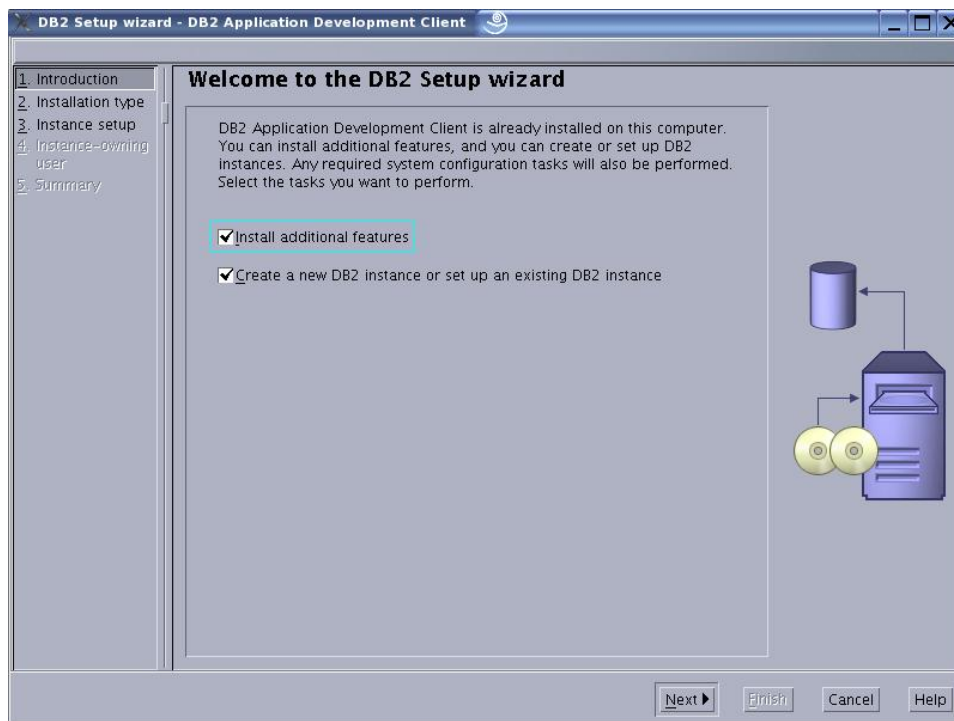 DB2 Setup wizard - DB2 Application Development Client
1. Introduction
2. Installation type
3. Instance setup
4. Instance-owning
user
5. Summary
Welcome to the DB2 Setup wizard
DB2 Application Development Client is already installed on this computer.
You can install additional features, and you can create or set up DB2
instances. Any required system configuration tasks will also be performed.
Select the tasks you want to perform.
Install additional features
Create a new DB2 instance or set up an existing DB2 instance
Next
Finish
Cancel
Help